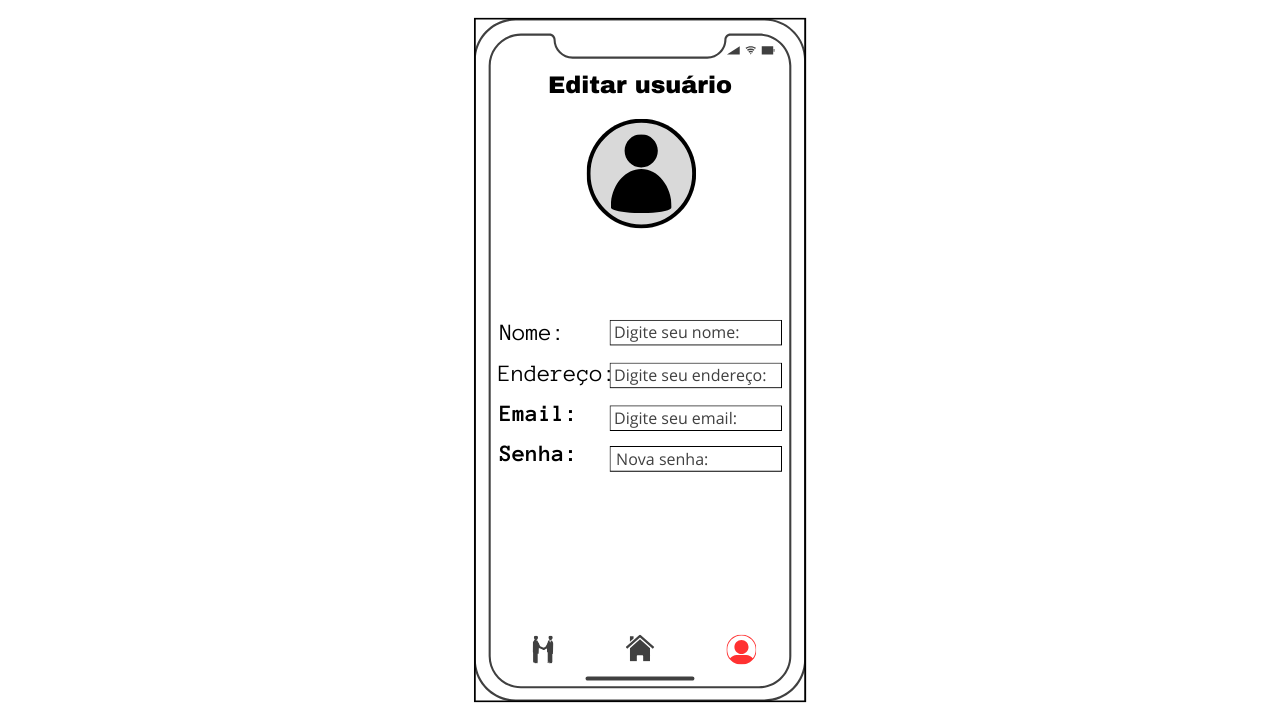 Editar usuário
Nome: Digite seu nome:
Endereço: Digite seu endereço:
Email: Digite seu email:
Senha: Nova senha: